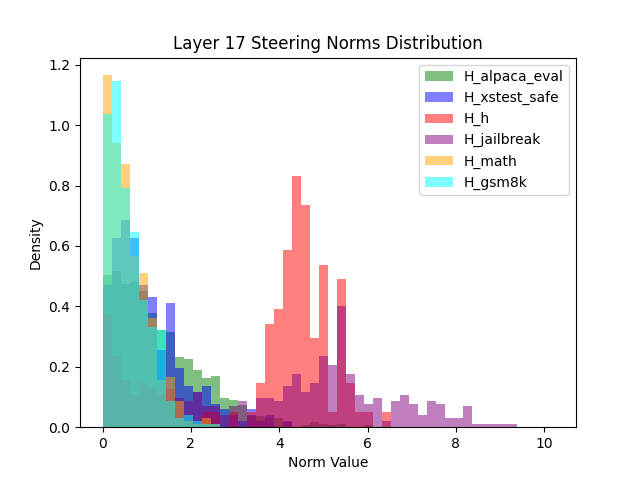 Layer 17 Steering Norms Distribution
H_alpaca_eval
H_xstest_safe
H_h
H_jailbreak
H_math
H_gsm8k
Density
1.2
1.0
0.8
0.6
0.4
0.2
0.0
0 2 4 6 8 10
Norm Value